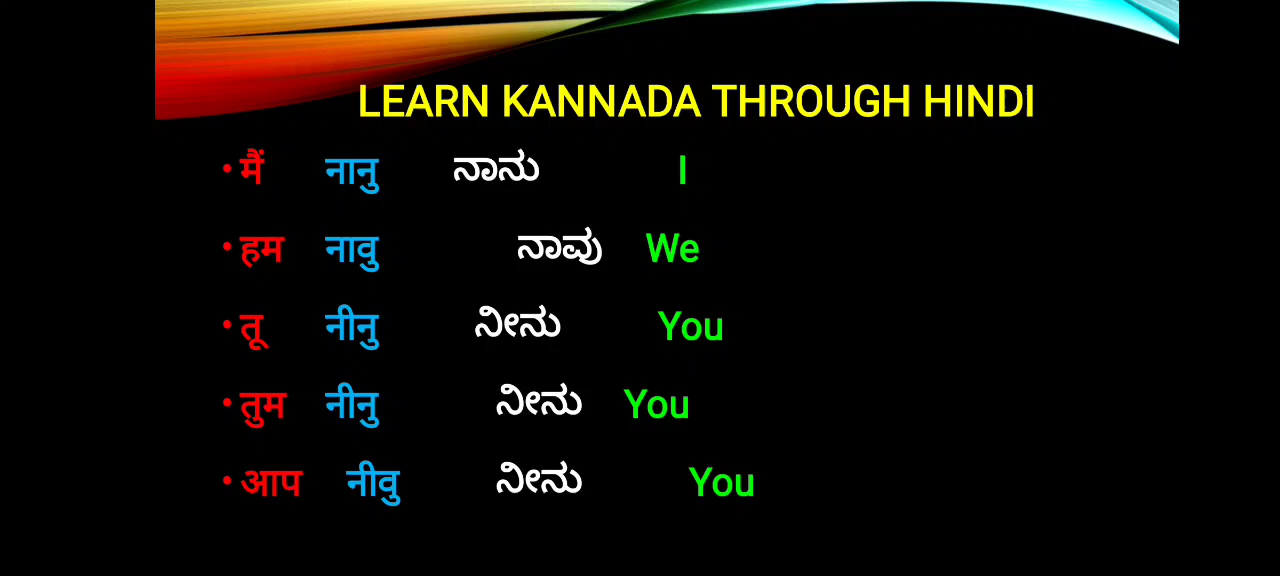 LEARN KANNADA THROUGH HINDI
• मैं नानु ನಾನು I
• हम नावु ನಾವು We
• तू नीनु ನೀನು You
• तुम नीनु ನೀನು You
• आप नीवु ನೀನು You